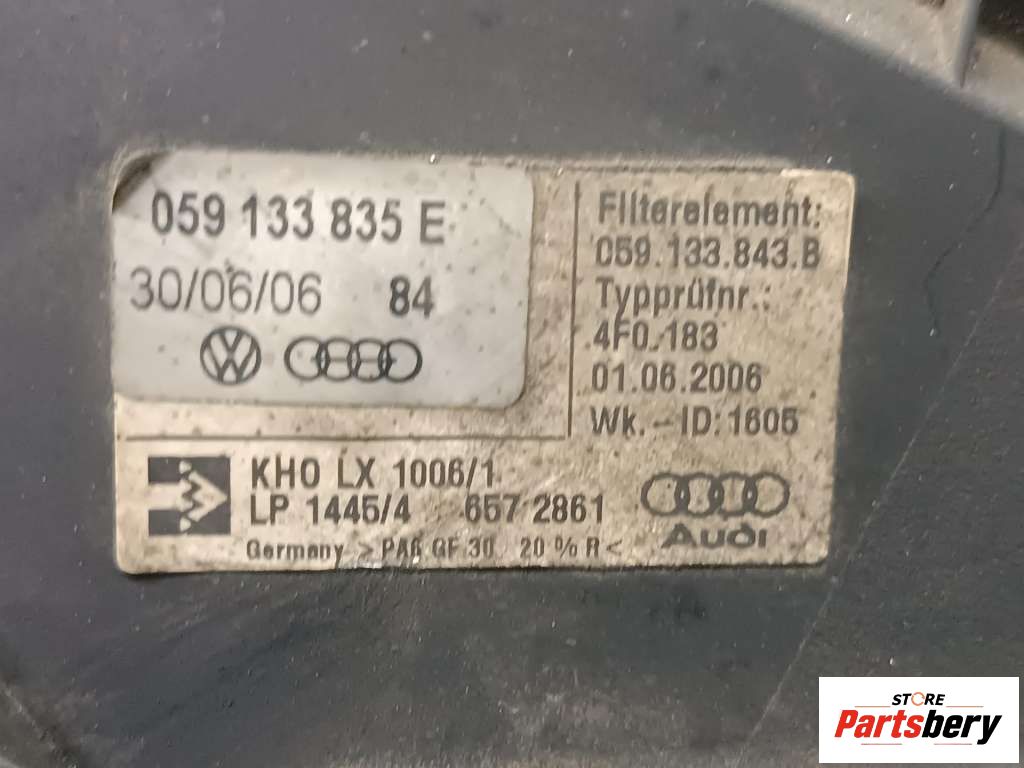 059 133 835 E
30/06/06 84
Filterelement:
059.133.843.B
Typprüfnr.:
4F0.183
01.06.2006
Wk.-ID:1605
KHO LX 1006/1
LP 1445/4 657 2861
Germany >PA6 GF 30 20 % R<
Audi
STORE
Partsbery